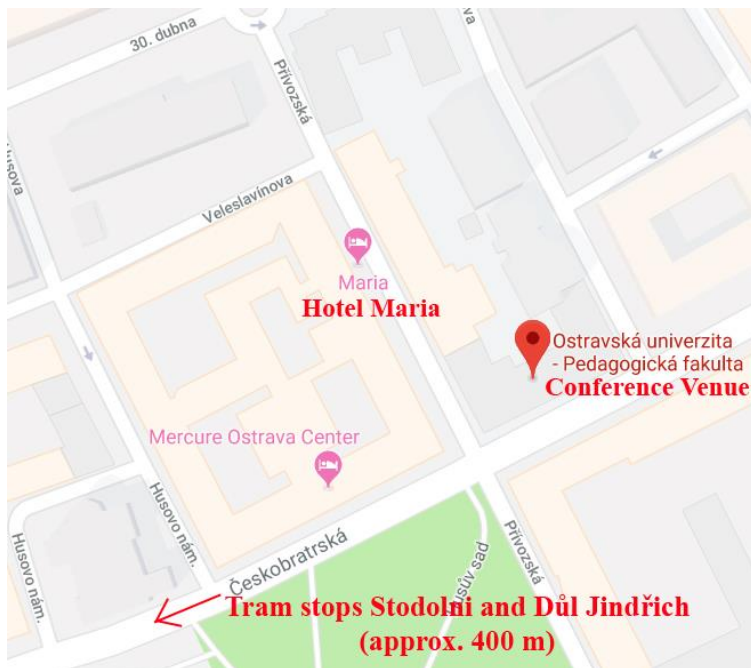 30. dubna
Přívozská
Husova
Veleslavínova
Maria
Hotel Maria
Ostravská univerzita
- Pedagogická fakulta
Conference Venue
Mercure Ostrava Center
Husovo nám.
Husovo nám.
Českobratrská
Husův sad
Přívozská
Tram stops Stodolni and Důl Jindřich
(approx. 400 m)